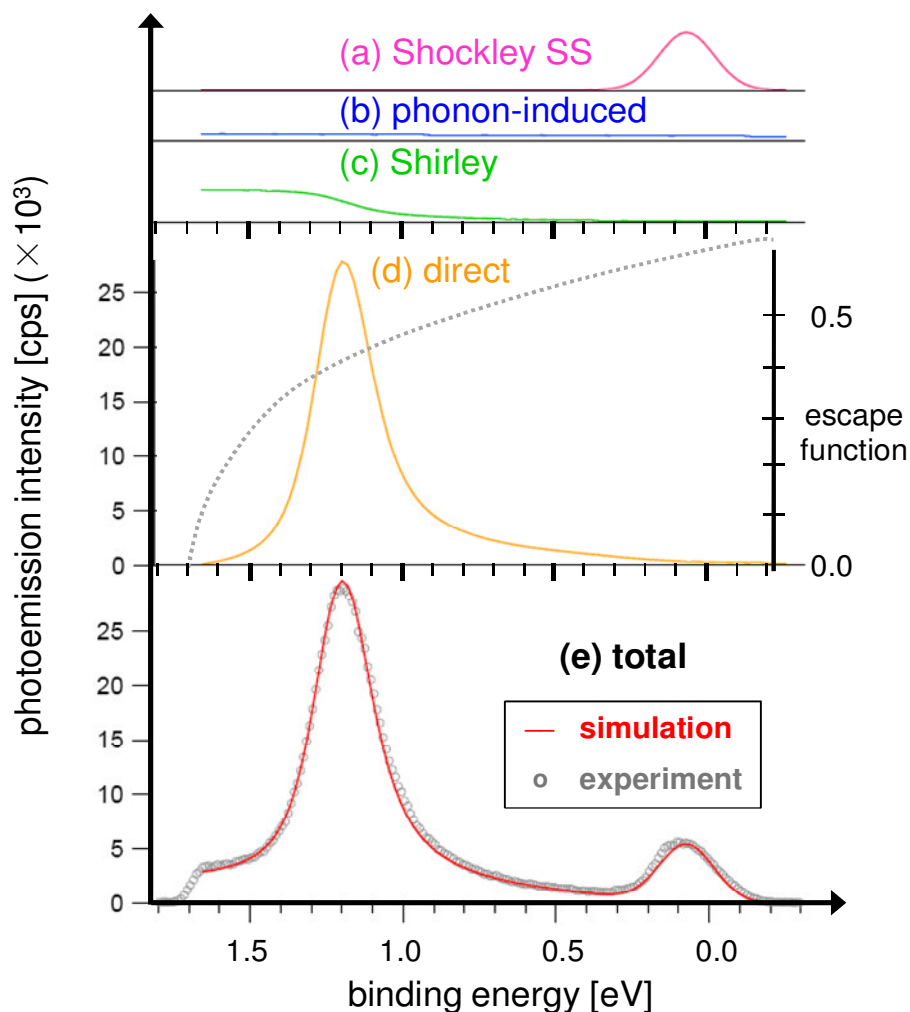 (a) Shockley SS
(b) phonon-induced
(c) Shirley
(d) direct
photoemission intensity [cps] (×10³)
25
20
15
10
5
0
0.5
escape
function
0.0
(e) total
simulation
experiment
25
20
15
10
5
0
1.5 1.0 0.5 0.0
binding energy [eV]